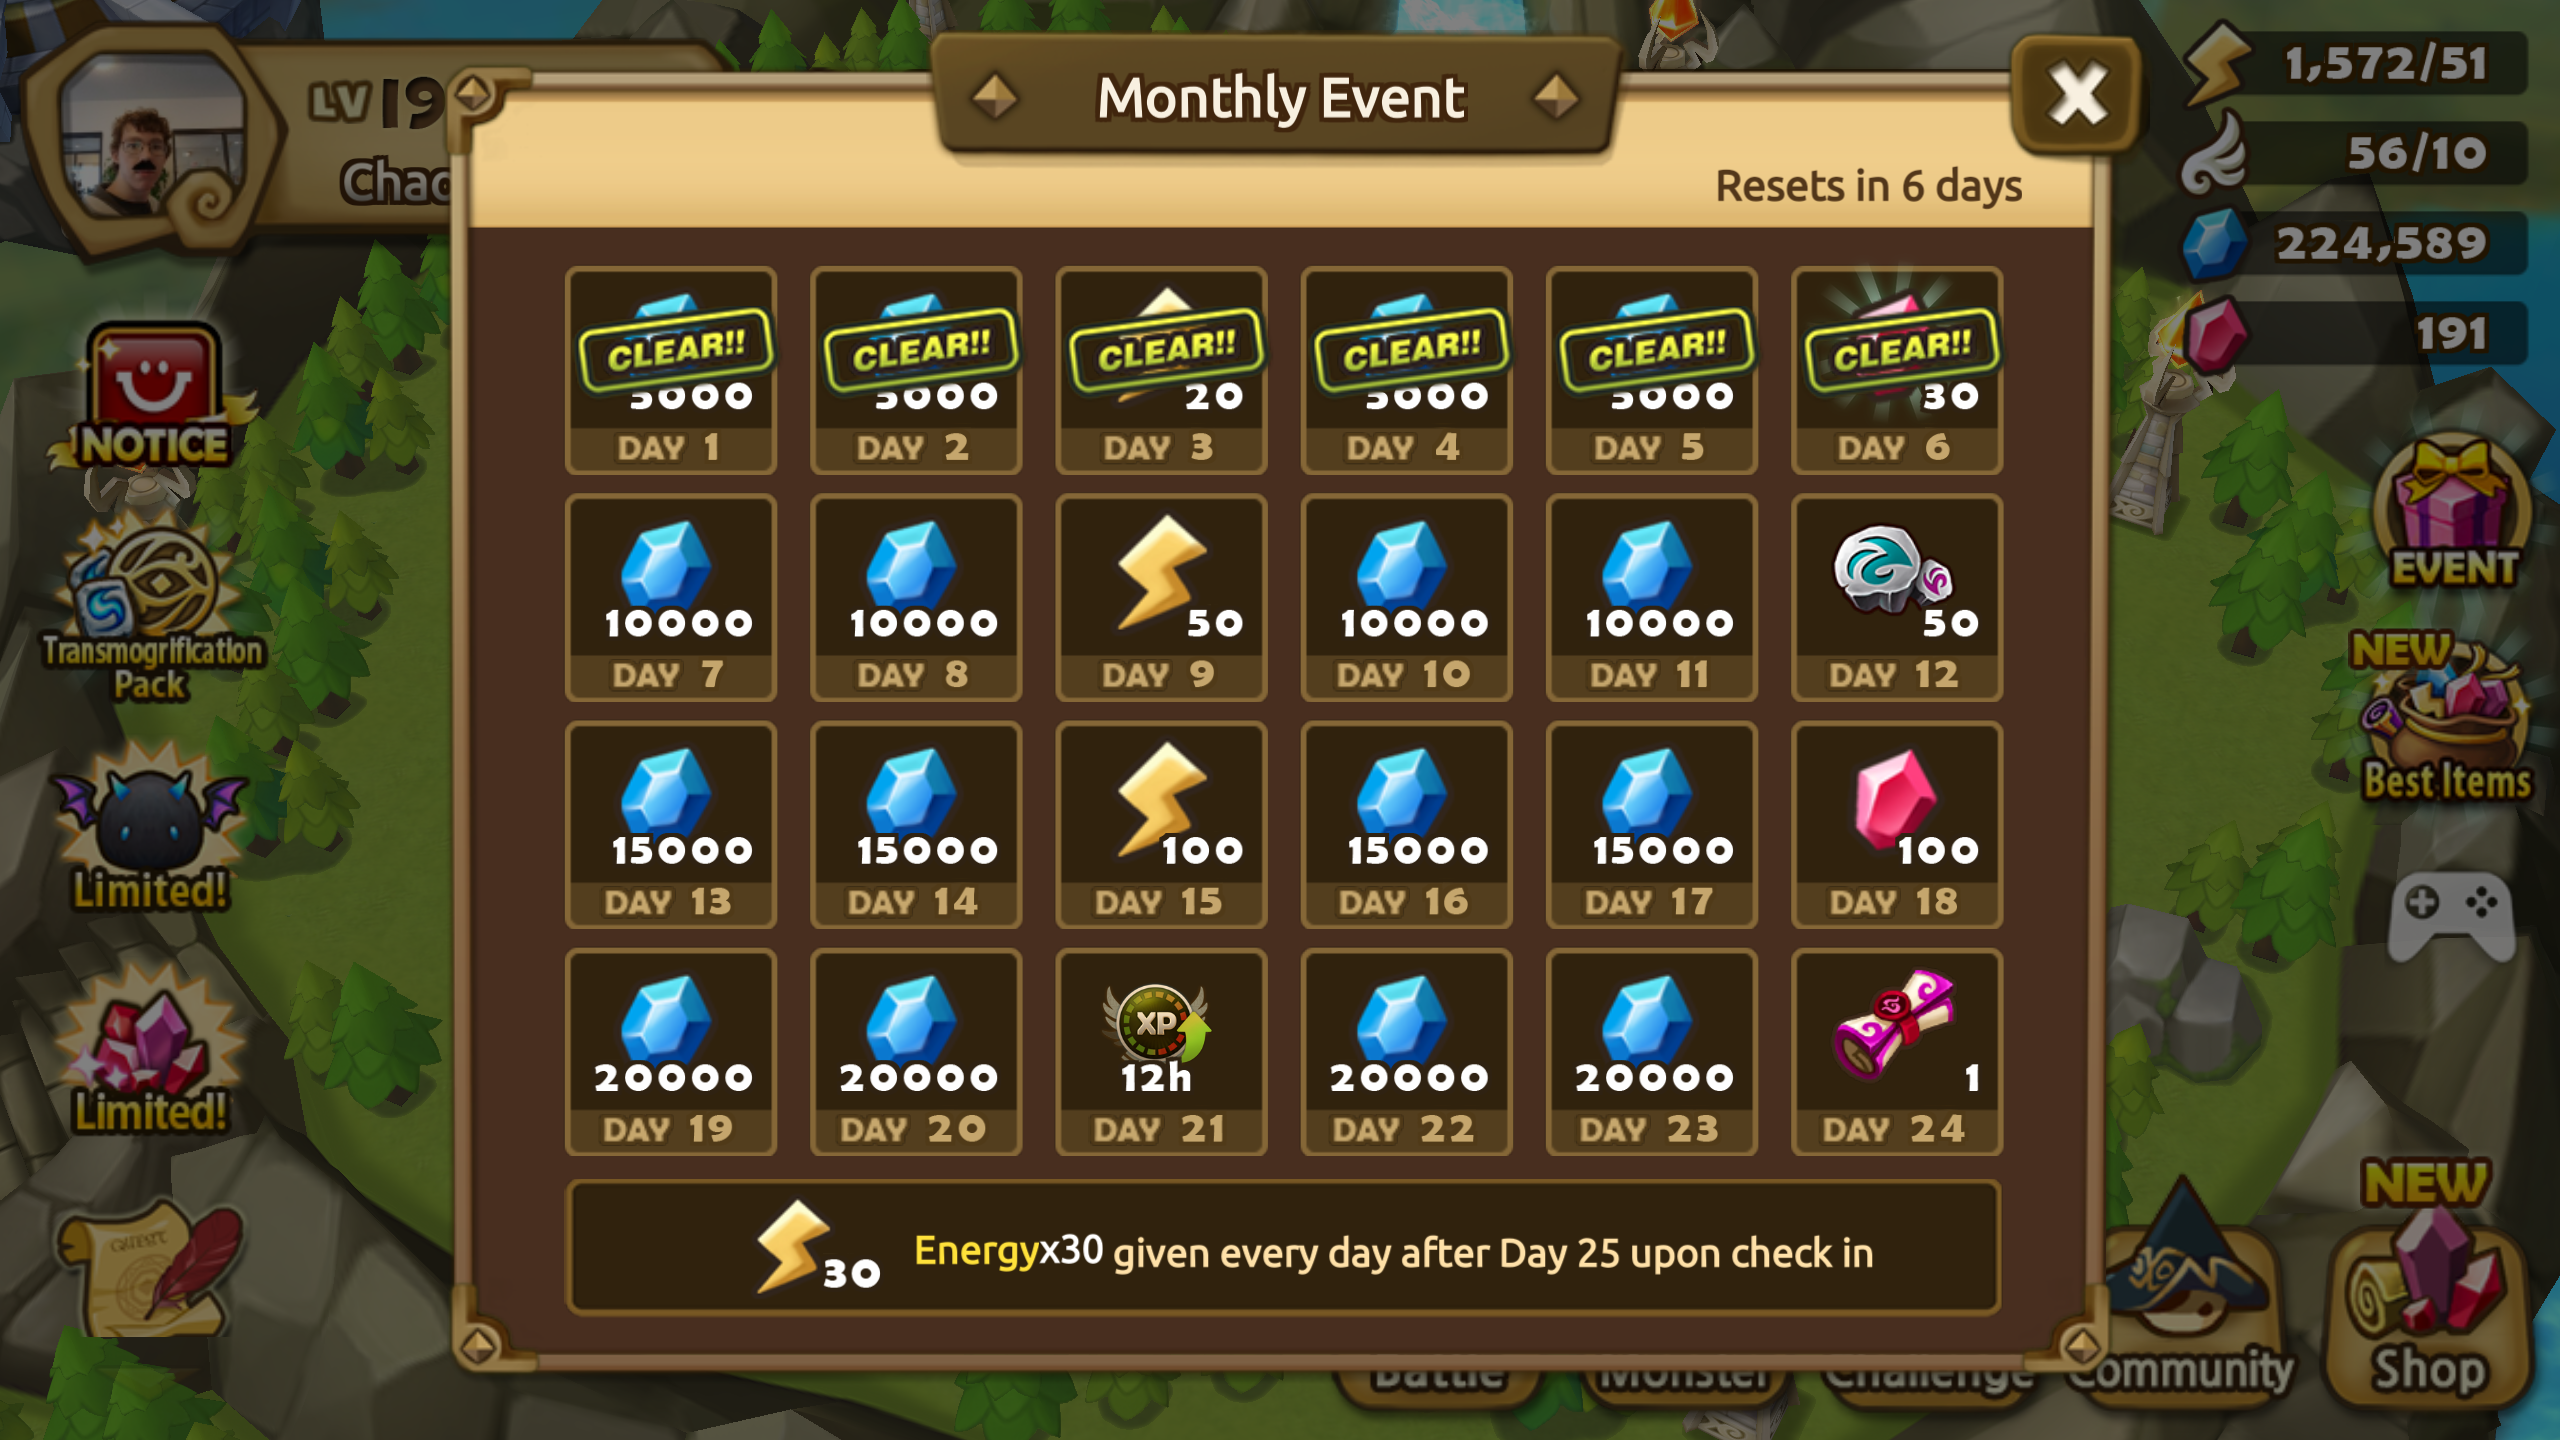 Monthly Event
Resets in 6 days
LV 19
1,572/51
56/10
224,589
191
NOTICE
Transmogrification
Pack
Limited!
Limited!
EVENT
NEW
Best Items
CLEAR!! CLEAR!! CLEAR!! CLEAR!! CLEAR!! CLEAR!!
5000 5000 20 5000 5000 30
DAY 1 DAY 2 DAY 3 DAY 4 DAY 5 DAY 6
10000 10000 50 10000 10000 50
DAY 7 DAY 8 DAY 9 DAY 10 DAY 11 DAY 12
15000 15000 100 15000 15000 100
DAY 13 DAY 14 DAY 15 DAY 16 DAY 17 DAY 18
XP
20000 20000 12h 20000 20000 1
DAY 19 DAY 20 DAY 21 DAY 22 DAY 23 DAY 24
30 Energyx30 given every day after Day 25 upon check in
QUEST
NEW
Battle Monster Challenge Community Shop